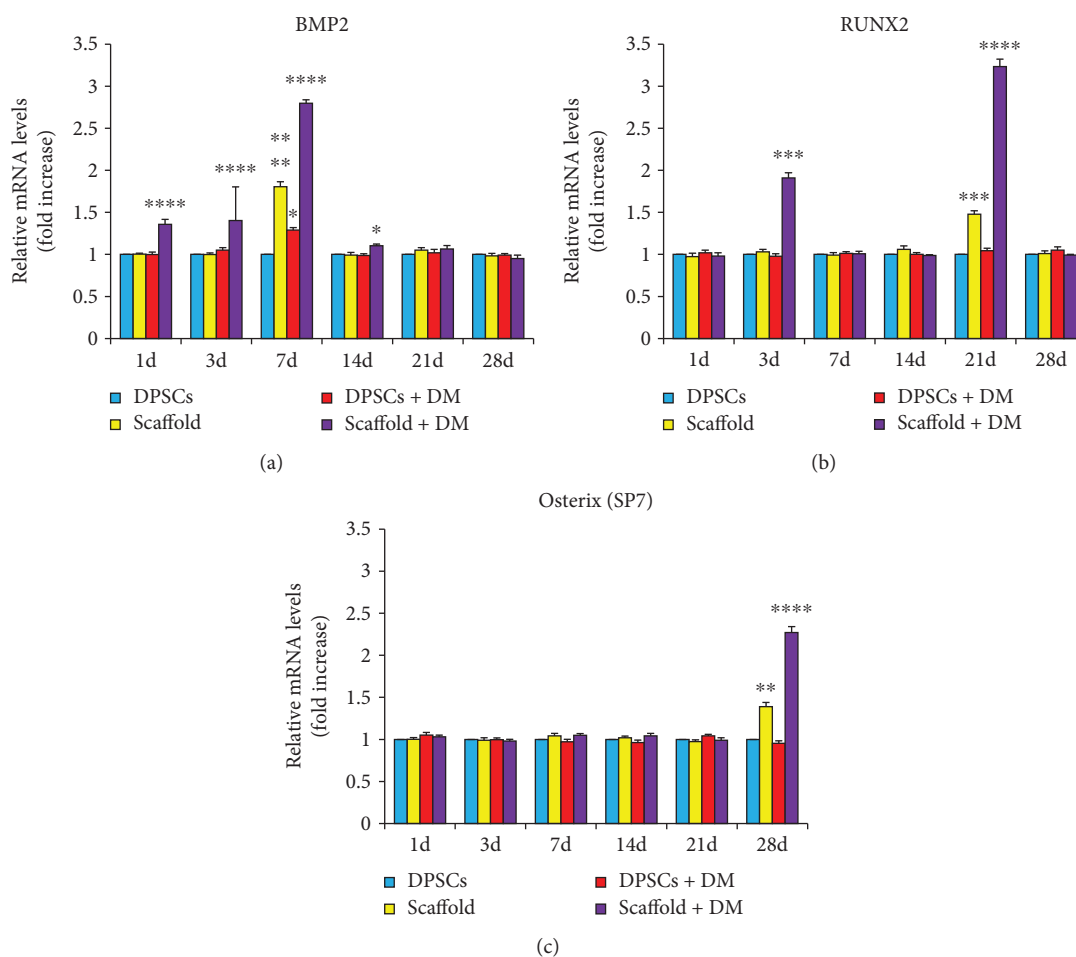 BMP2
Relative mRNA levels
(fold increase)
3.5
3
2.5
2
1.5
1
0.5
0
****
****
**
**
*
****
*
1d 3d 7d 14d 21d 28d
DPSCs
Scaffold
DPSCs + DM
Scaffold + DM
(a)
RUNX2
Relative mRNA levels
(fold increase)
3.5
3
2.5
2
1.5
1
0.5
0
***
***
****
1d 3d 7d 14d 21d 28d
DPSCs
Scaffold
DPSCs + DM
Scaffold + DM
(b)
Osterix (SP7)
Relative mRNA levels
(fold increase)
3.5
3
2.5
2
1.5
1
0.5
0
**
****
1d 3d 7d 14d 21d 28d
DPSCs
Scaffold
DPSCs + DM
Scaffold + DM
(c)